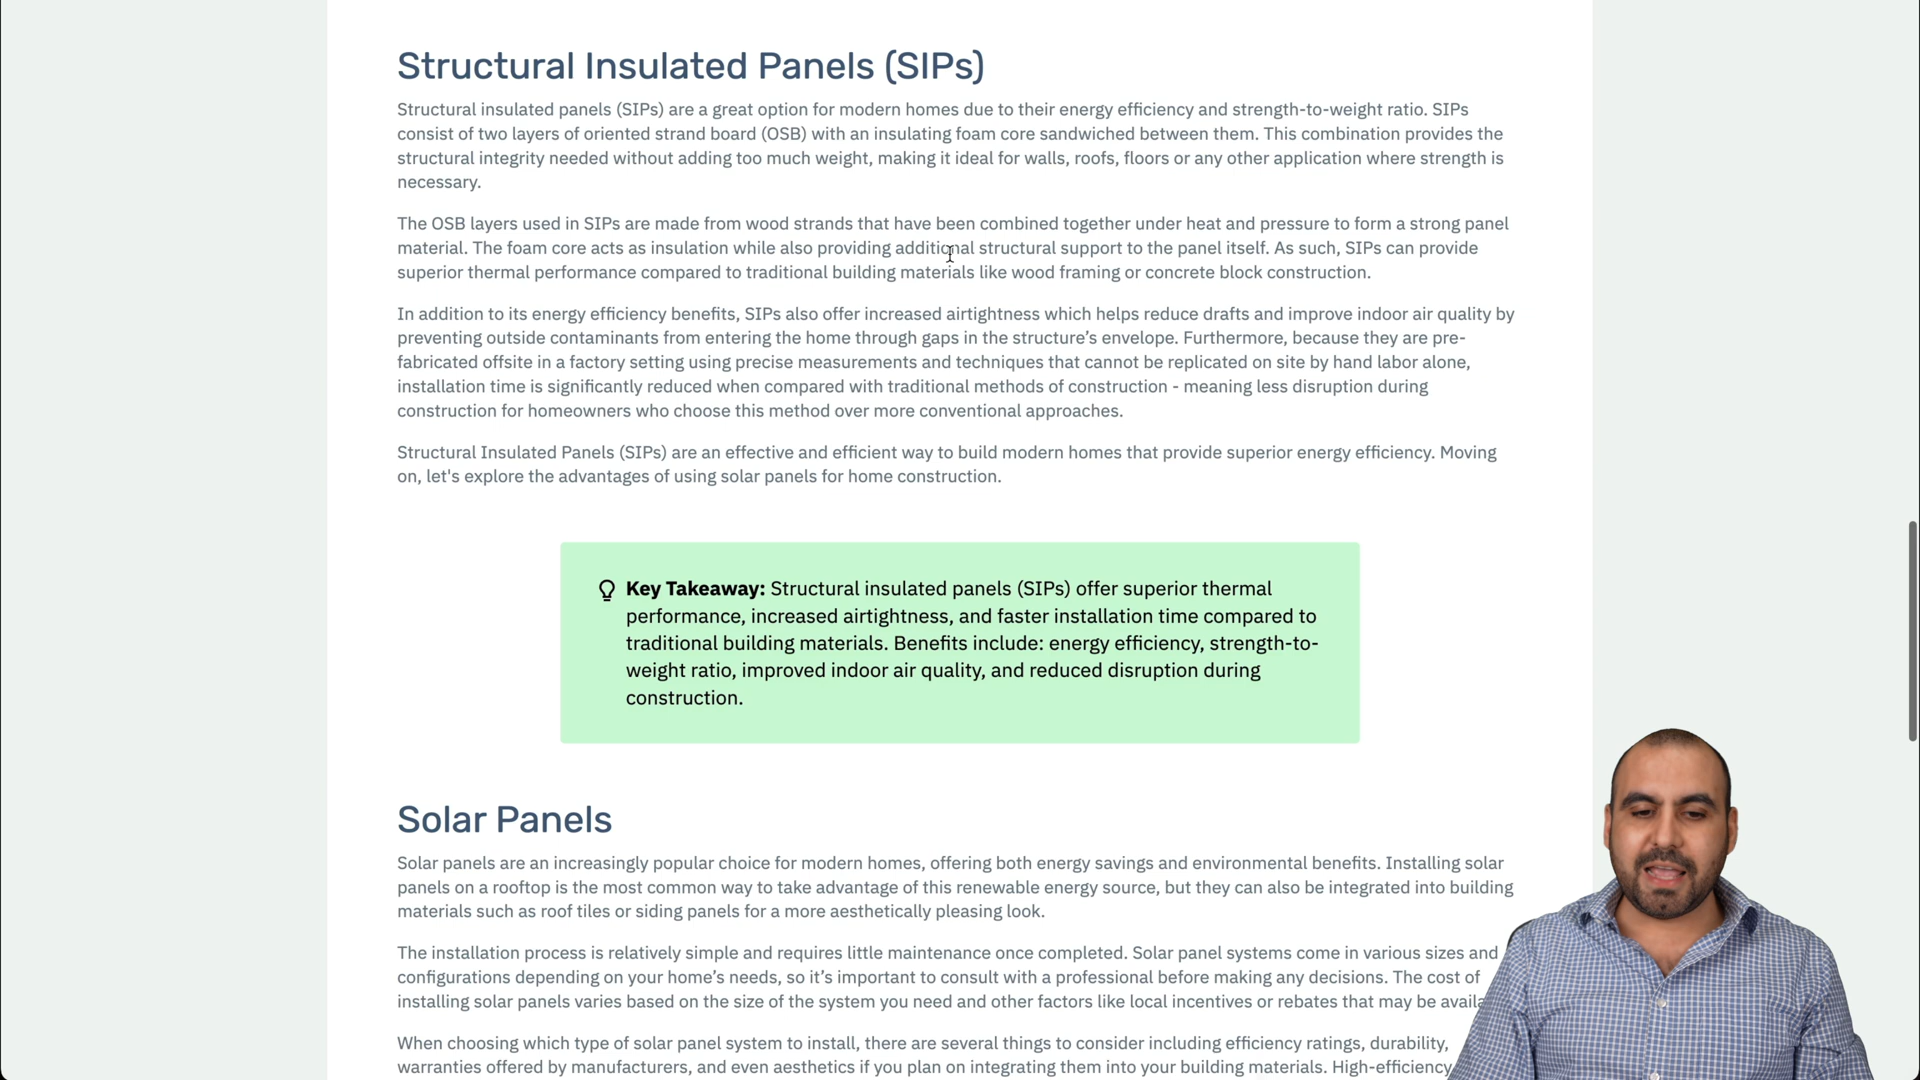 Structural Insulated Panels (SIPs)
Structural insulated panels (SIPs) are a great option for modern homes due to their energy efficiency and strength-to-weight ratio. SIPs
consist of two layers of oriented strand board (OSB) with an insulating foam core sandwiched between them. This combination provides the
structural integrity needed without adding too much weight, making it ideal for walls, roofs, floors or any other application where strength is
necessary.
The OSB layers used in SIPs are made from wood strands that have been combined together under heat and pressure to form a strong panel
material. The foam core acts as insulation while also providing additional structural support to the panel itself. As such, SIPs can provide
superior thermal performance compared to traditional building materials like wood framing or concrete block construction.
In addition to its energy efficiency benefits, SIPs also offer increased airtightness which helps reduce drafts and improve indoor air quality by
preventing outside contaminants from entering the home through gaps in the structure’s envelope. Furthermore, because they are pre-
fabricated offsite in a factory setting using precise measurements and techniques that cannot be replicated on site by hand labor alone,
installation time is significantly reduced when compared with traditional methods of construction - meaning less disruption during
construction for homeowners who choose this method over more conventional approaches.
Structural Insulated Panels (SIPs) are an effective and efficient way to build modern homes that provide superior energy efficiency. Moving
on, let's explore the advantages of using solar panels for home construction.
Key Takeaway: Structural insulated panels (SIPs) offer superior thermal
performance, increased airtightness, and faster installation time compared to
traditional building materials. Benefits include: energy efficiency, strength-to-
weight ratio, improved indoor air quality, and reduced disruption during
construction.
Solar Panels
Solar panels are an increasingly popular choice for modern homes, offering both energy savings and environmental benefits. Installing solar
panels on a rooftop is the most common way to take advantage of this renewable energy source, but they can also be integrated into building
materials such as roof tiles or siding panels for a more aesthetically pleasing look.
The installation process is relatively simple and requires little maintenance once completed. Solar panel systems come in various sizes and
configurations depending on your home’s needs, so it’s important to consult with a professional before making any decisions. The cost of
installing solar panels varies based on the size of the system you need and other factors like local incentives or rebates that may be
When choosing which type of solar panel system to install, there are several things to consider including efficiency ratings, durability,
warranties offered by manufacturers, and even aesthetics if you plan on integrating them into your building materials. High-efficiency